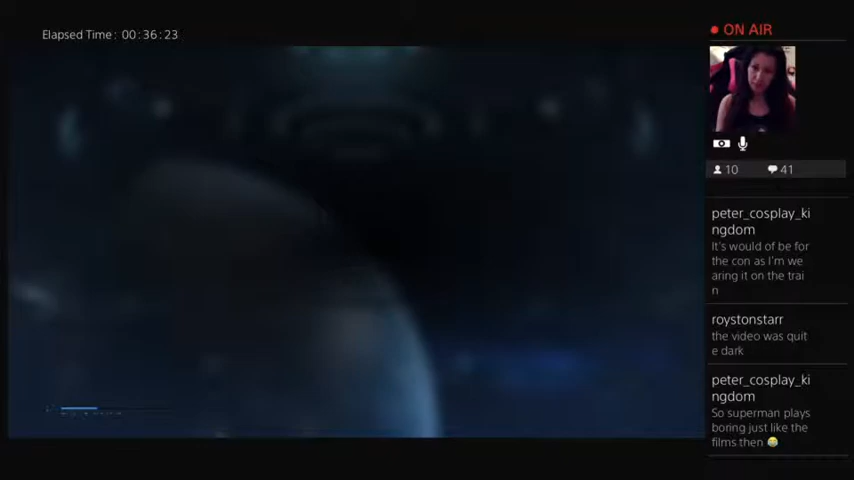 Elapsed Time: 00:36:23
ON AIR
10 41
peter_cosplay_ki
ngdom
It's would of be for
the con as I'm we
aring it on the trai
n
roystonstarr
the video was quit
e dark
peter_cosplay_ki
ngdom
So superman plays
boring just like the
films then 😂